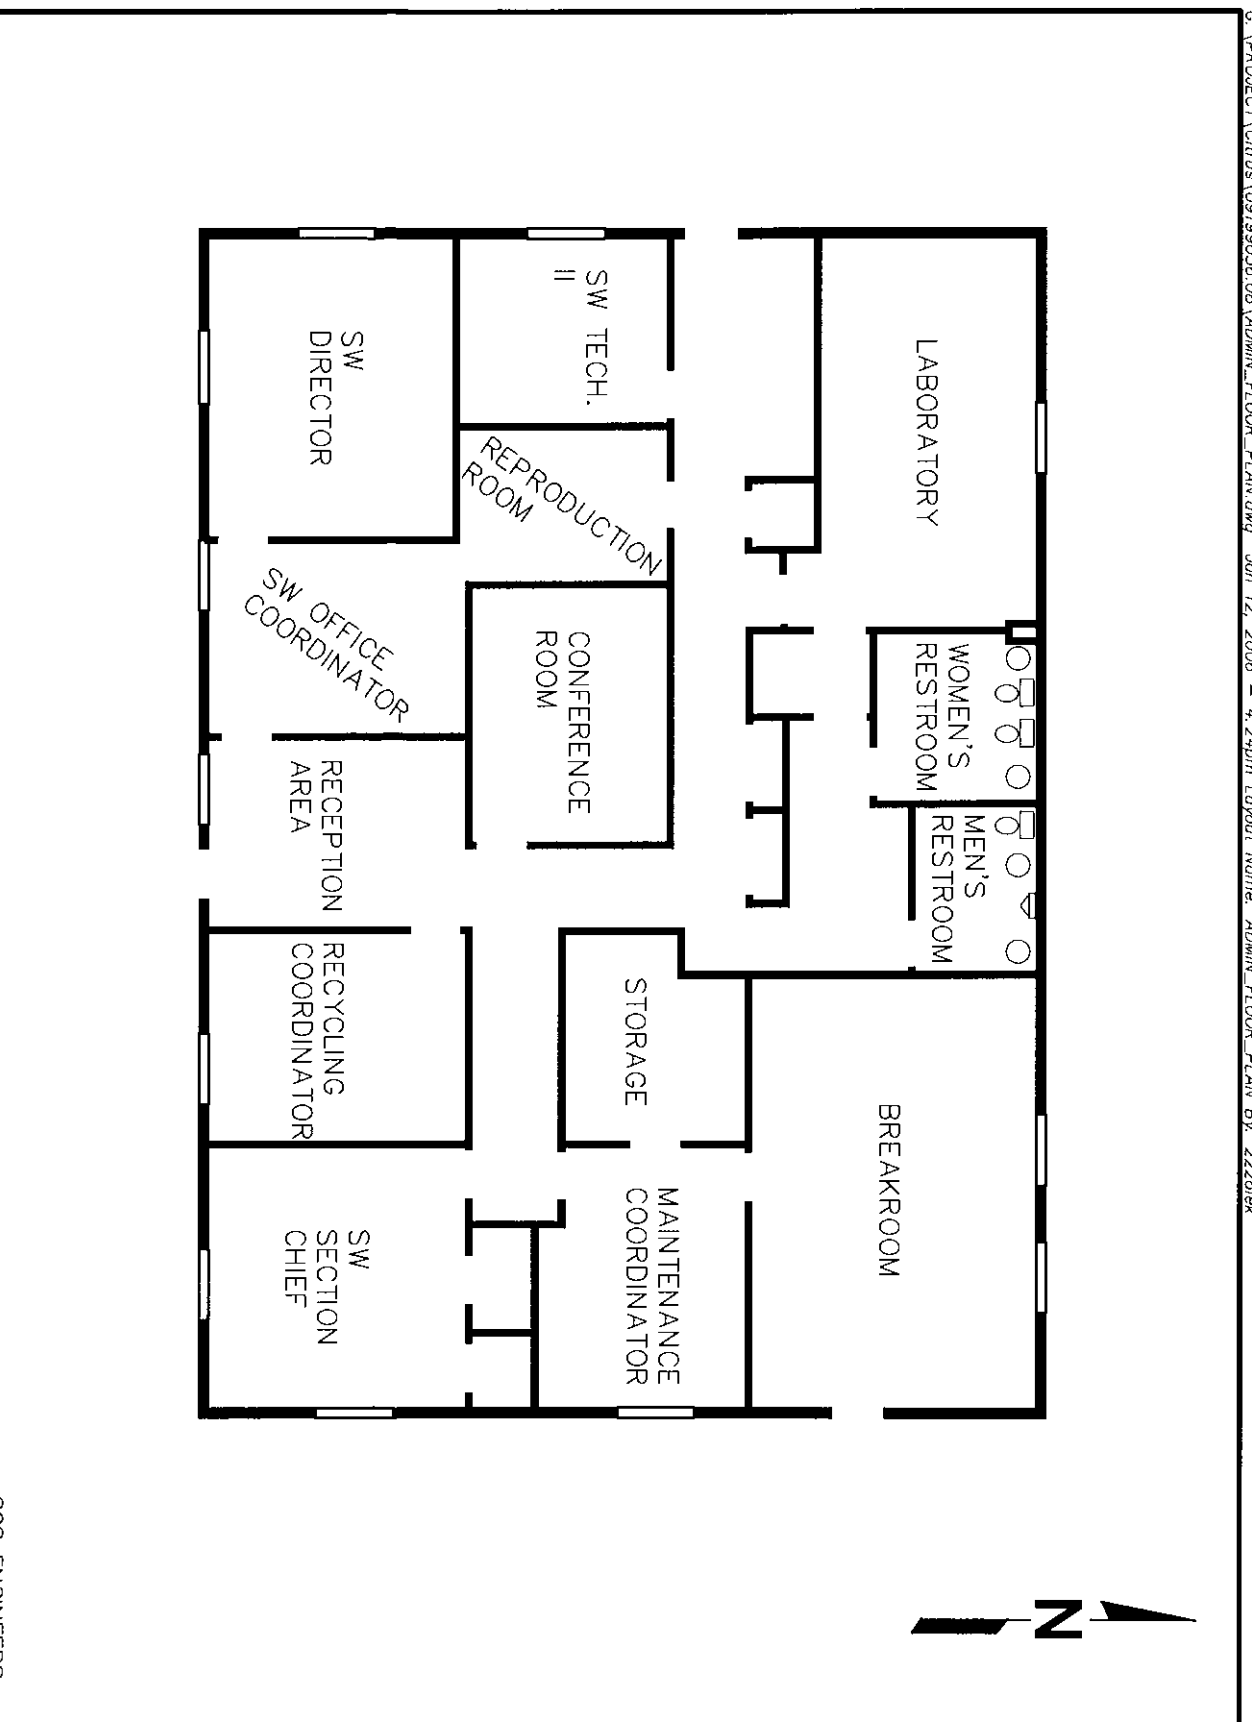 LABORATORY
WOMEN'S
RESTROOM
MEN'S
RESTROOM
BREAKROOM
SW TECH.
II
REPRODUCTION
ROOM
CONFERENCE
ROOM
STORAGE
MAINTENANCE
COORDINATOR
SW
DIRECTOR
SW OFFICE
COORDINATOR
RECEPTION
AREA
RECYCLING
COORDINATOR
SW
SECTION
CHIEF
N